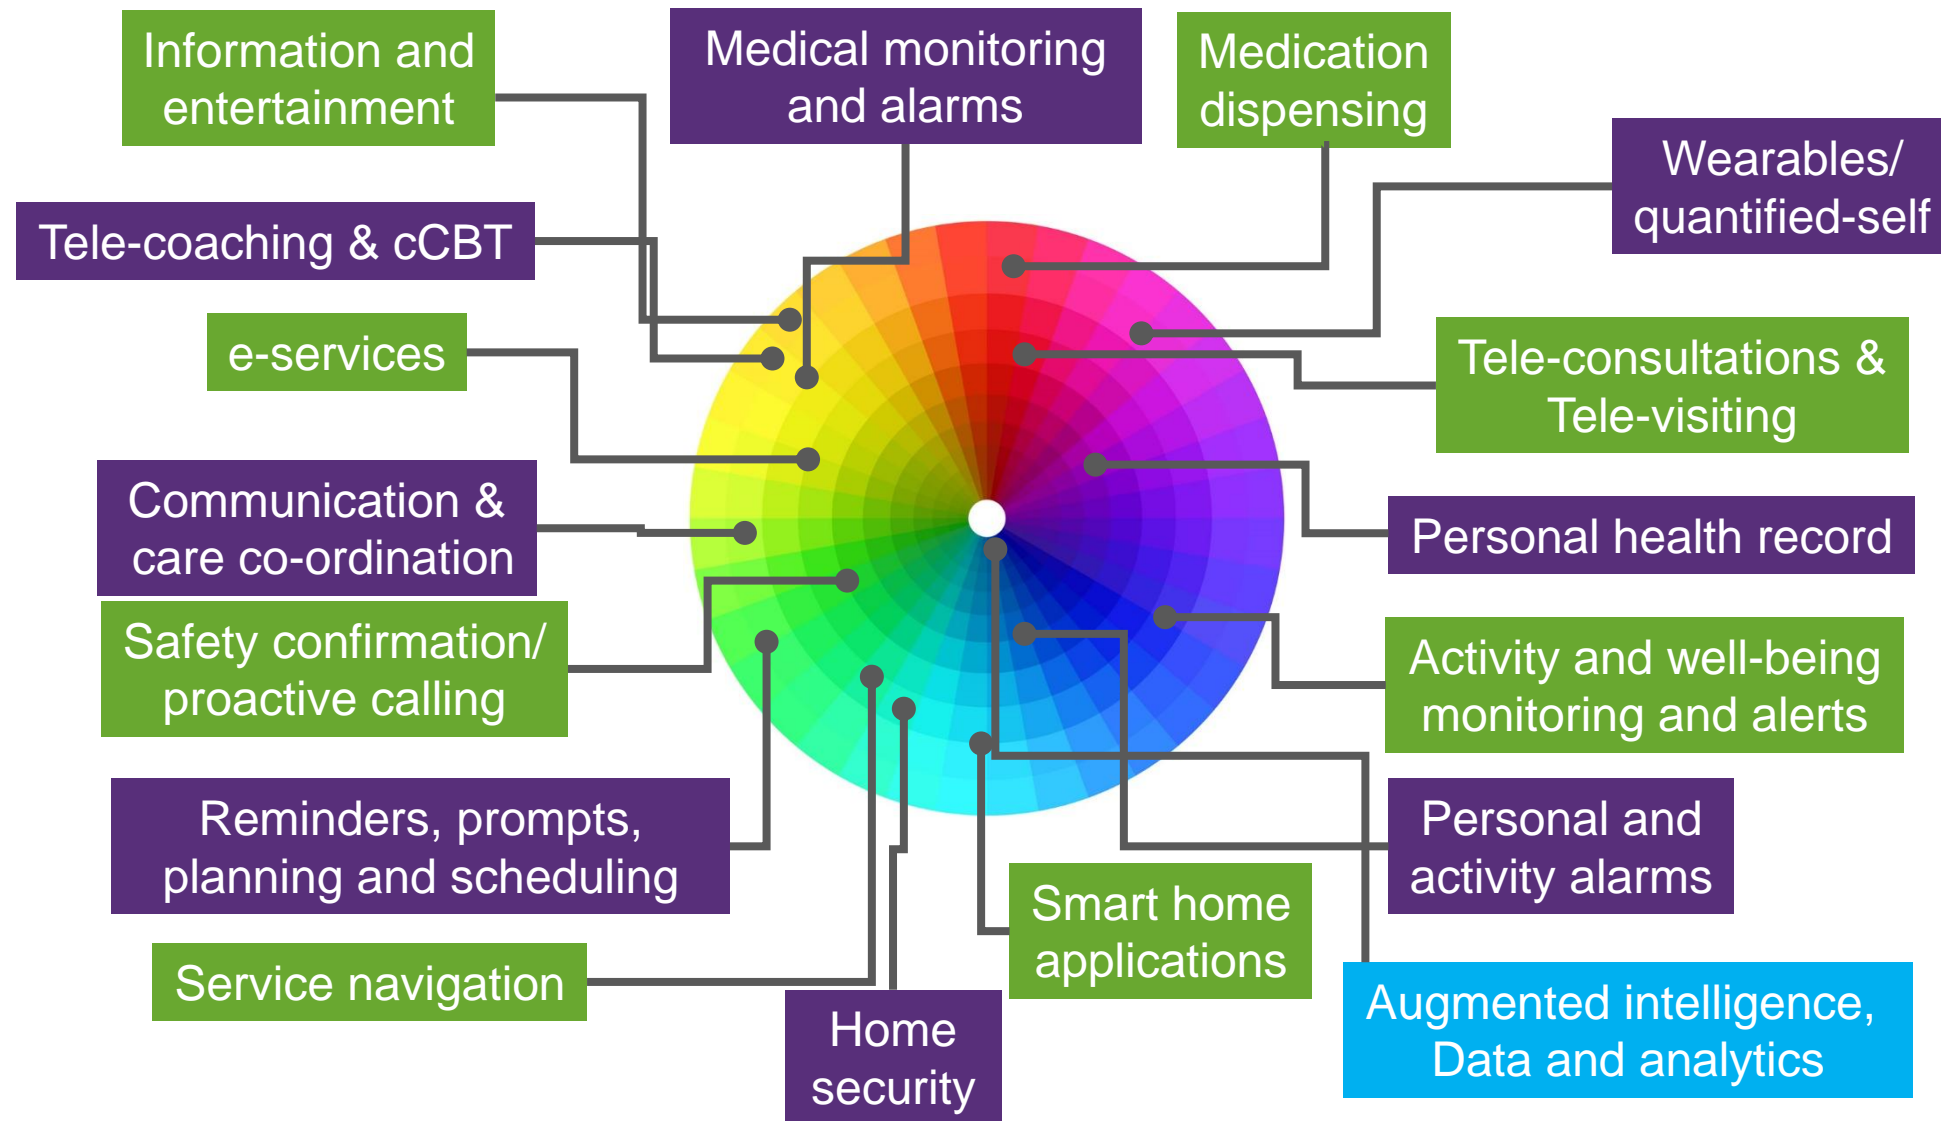 Information and
entertainment
Medical monitoring
and alarms
Medication
dispensing
Wearables/
quantified-self
Tele-coaching & cCBT
e-services
Tele-consultations &
Tele-visiting
Communication &
care co-ordination
Personal health record
Safety confirmation/
proactive calling
Activity and well-being
monitoring and alerts
Reminders, prompts,
planning and scheduling
Personal and
activity alarms
Smart home
applications
Service navigation
Home
security
Augmented intelligence,
Data and analytics